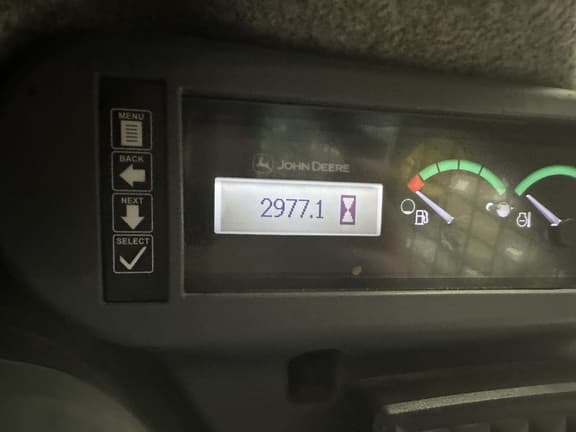 MENU
BACK
NEXT
SELECT
JOHN DEERE
2977.1